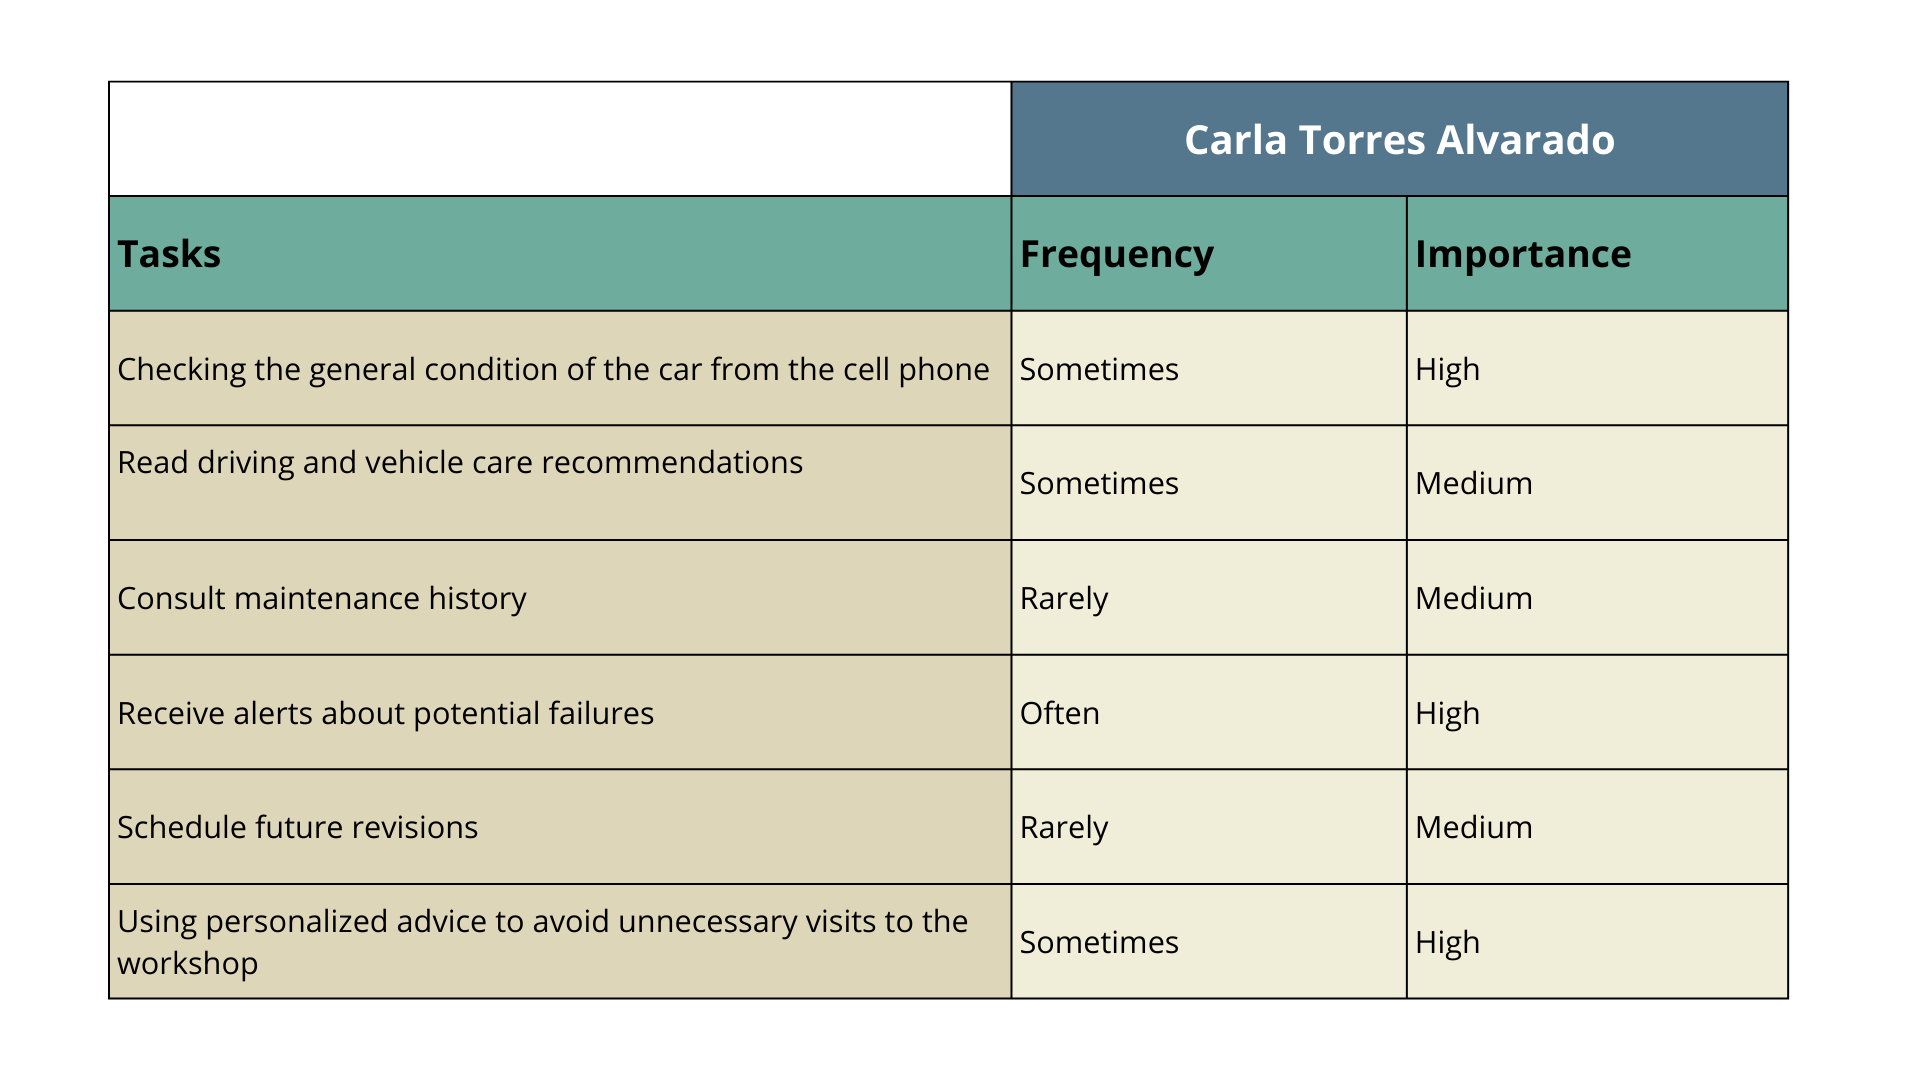 Carla Torres Alvarado
Tasks Frequency Importance
Checking the general condition of the car from the cell phone Sometimes High
Read driving and vehicle care recommendations Sometimes Medium
Consult maintenance history Rarely Medium
Receive alerts about potential failures Often High
Schedule future revisions Rarely Medium
Using personalized advice to avoid unnecessary visits to the
workshop Sometimes High